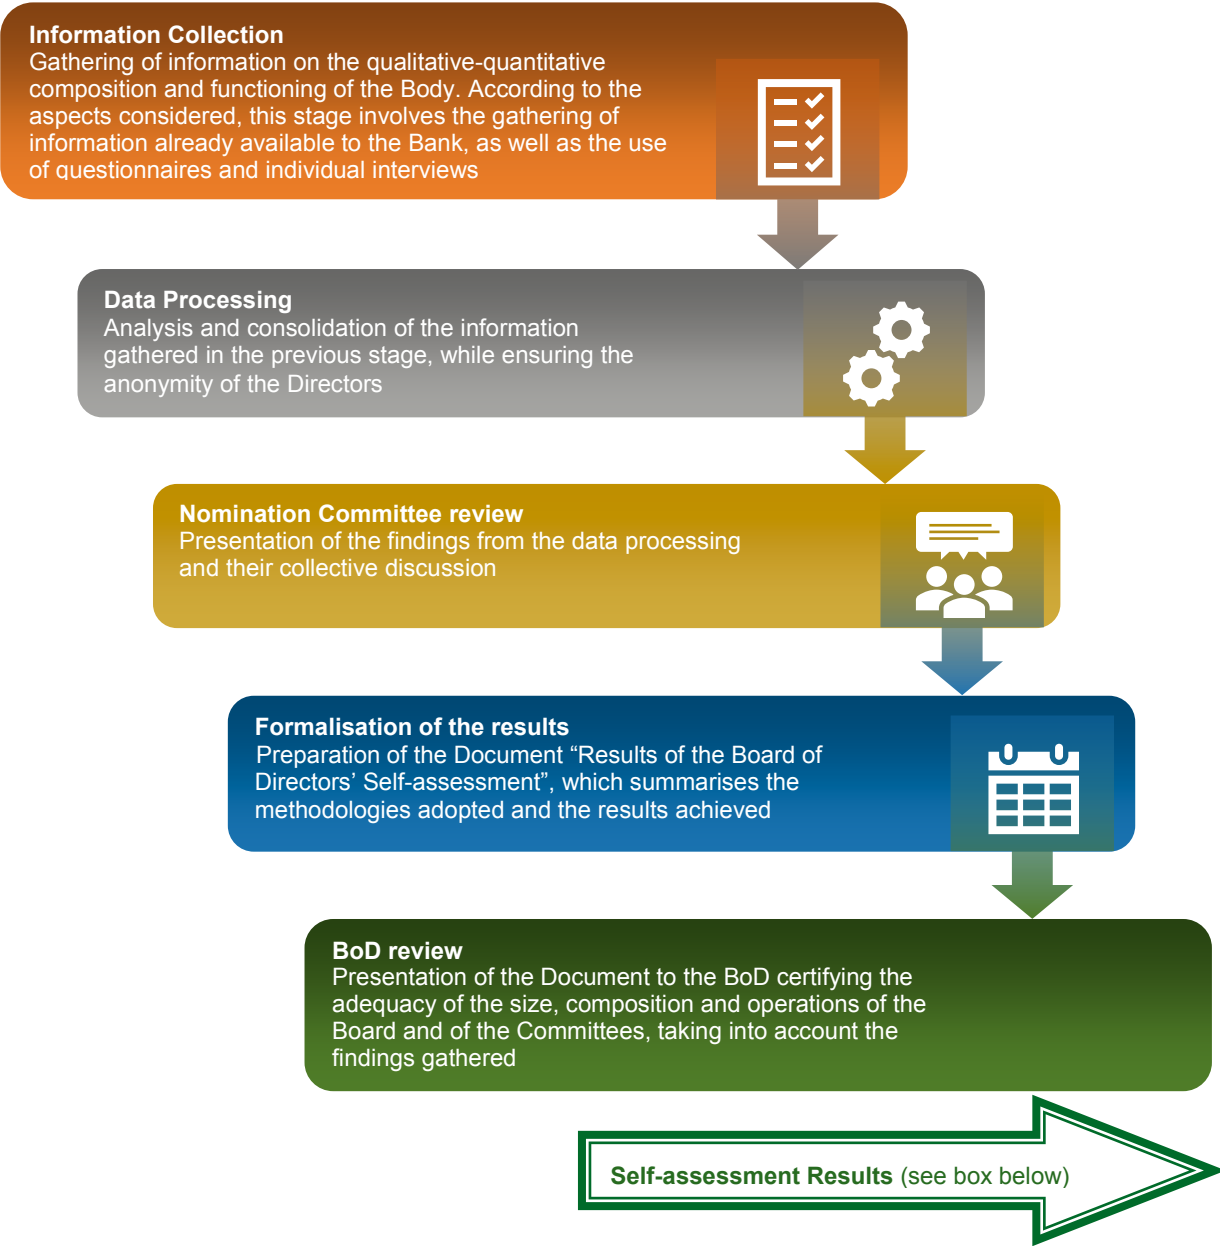 Information Collection
Gathering of information on the qualitative-quantitative
composition and functioning of the Body. According to the
aspects considered, this stage involves the gathering of
information already available to the Bank, as well as the use
of questionnaires and individual interviews
Data Processing
Analysis and consolidation of the information
gathered in the previous stage, while ensuring the
anonymity of the Directors
Nomination Committee review
Presentation of the findings from the data processing
and their collective discussion
Formalisation of the results
Preparation of the Document “Results of the Board of
Directors’ Self-assessment”, which summarises the
methodologies adopted and the results achieved
BoD review
Presentation of the Document to the BoD certifying the
adequacy of the size, composition and operations of the
Board and of the Committees, taking into account the
findings gathered
Self-assessment Results (see box below)